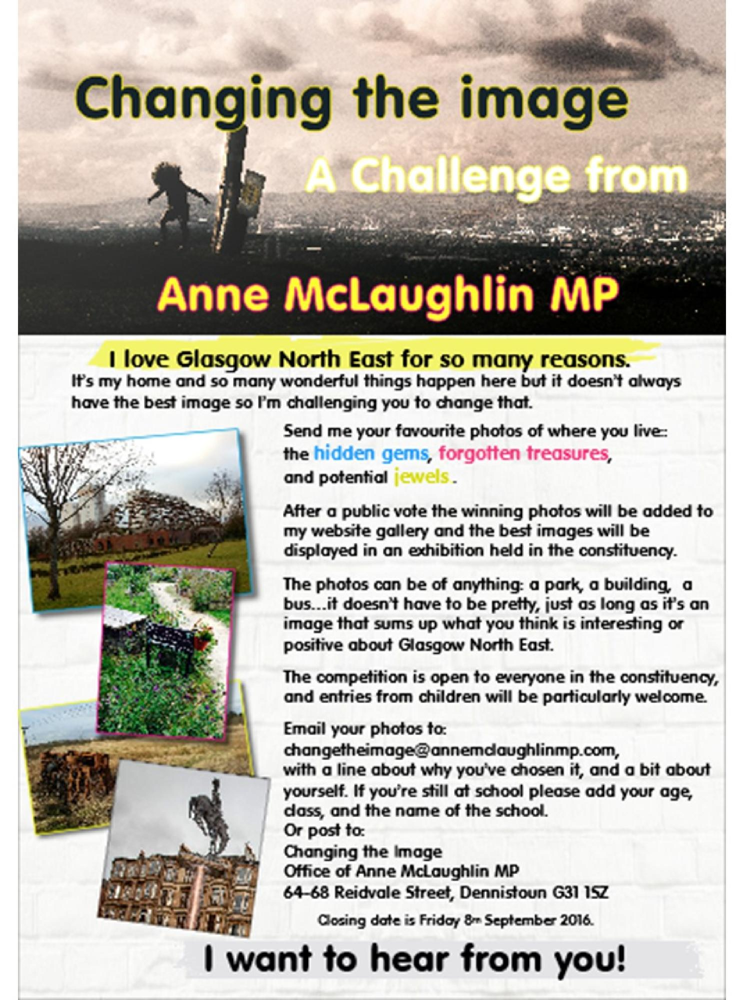 Changing the image
A Challenge from
Anne McLaughlin MP
I love Glasgow North East for so many reasons.
It's my home and so many wonderful things happen here but it doesn't always
have the best image so I'm challenging you to change that.
Send me your favourite photos of where you live::
the hidden gems, forgotten treasures,
and potential jewels .
After a public vote the winning photos will be added to
my website gallery and the best images will be
displayed in an exhibition held in the constituency.
The photos can be of anything: a park, a building, a
bus...it doesn't have to be pretty, just as long as it's an
image that sums up what you think is interesting or
positive about Glasgow North East.
The competition is open to everyone in the constituency,
and entries from children will be particularly welcome.
Email your photos to:
changetheimage@annemclaughlinmp.com,
with a line about why you've chosen it, and a bit about
yourself. If you're still at school please add your age,
class, and the name of the school.
Or post to:
Changing the Image
Office of Anne McLaughlin MP
64-68 Reidvale Street, Dennistoun G31 1SZ
Closing date is Friday 8th September 2016.
I want to hear from you!